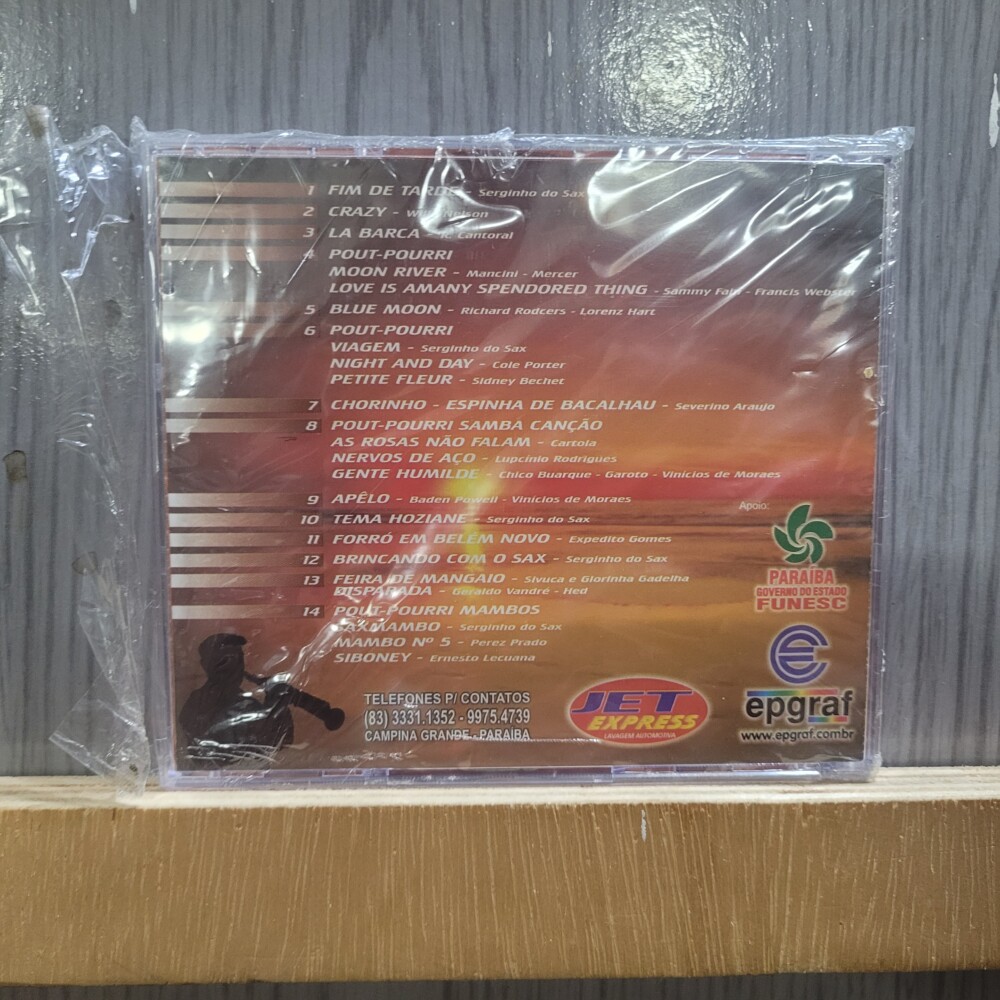 1 FIM DE TARDE - Serginho do Sax
2 CRAZY - Willie Nelson
3 LA BARCA - R. Cantoral
4 POUT-POURRI
MOON RIVER - Mancini - Mercer
LOVE IS AMANY SPENDORED THING - Sammy Fain - Francis Webster
5 BLUE MOON - Richard Rodcers - Lorenz Hart
6 POUT-POURRI
VIAGEM - Serginho do Sax
NIGHT AND DAY - Cole Porter
PETITE FLEUR - Sidney Bechet
7 CHORINHO - ESPINHA DE BACALHAU - Severino Araujo
8 POUT-POURRI SAMBA CANÇÃO
AS ROSAS NÃO FALAM - Cartola
NERVOS DE AÇO - Lupcínio Rodrigues
GENTE HUMILDE - Chico Buarque - Garoto - Vinícios de Moraes
9 APÊLO - Baden Powell - Vinícios de Moraes
10 TEMA HOZIANE - Serginho do Sax
11 FORRÓ EM BELÉM NOVO - Expedito Gomes
12 BRINCANDO COM O SAX - Serginho do Sax
13 FEIRA DE MANGAIO - Sivuca e Glorinha Gadelha
DISPARADA - Geraldo Vandré - Hed
14 POUT-POURRI MAMBOS
SAXMAMBO - Serginho do Sax
MAMBO Nº 5 - Perez Prado
SIBONEY - Ernesto Lecuana
Apoio:
PARAÍBA
GOVERNO DO ESTADO
FUNESC
TELEFONES P/ CONTATOS
(83) 3331.1352 - 9975.4739
CAMPINA GRANDE - PARAÍBA
JET
EXPRESS
LAVAGEM AUTOMOTIVA
epgraf
www.epgraf.com.br